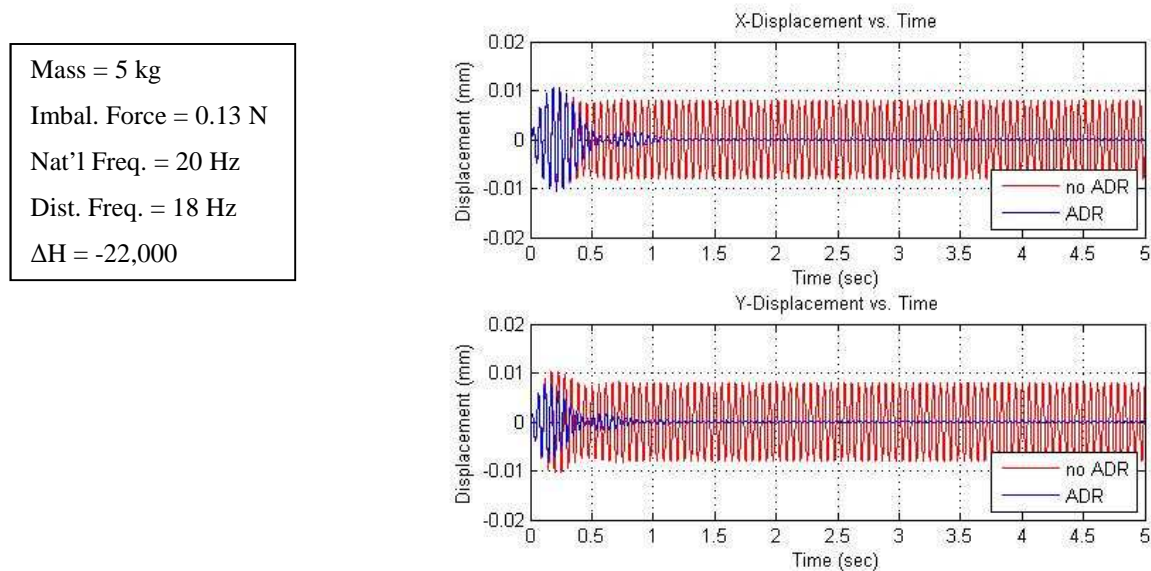 Mass = 5 kg
Imbal. Force = 0.13 N
Nat’l Freq. = 20 Hz
Dist. Freq. = 18 Hz
ΔH = -22,000
X-Displacement vs. Time
0.02
0.01
0
-0.01
-0.02
Displacement (mm)
no ADR
ADR
0 0.5 1 1.5 2 2.5 3 3.5 4 4.5 5
Time (sec)
Y-Displacement vs. Time
0.02
0.01
0
-0.01
-0.02
Displacement (mm)
no ADR
ADR
0 0.5 1 1.5 2 2.5 3 3.5 4 4.5 5
Time (sec)